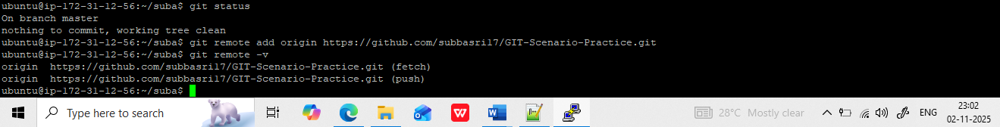 ubuntu@ip-172-31-12-56:~/suba$ git status
On branch master
nothing to commit, working tree clean
ubuntu@ip-172-31-12-56:~/suba$ git remote add origin https://github.com/subbasri17/GIT-Scenario-Practice.git
ubuntu@ip-172-31-12-56:~/suba$ git remote -v
origin  https://github.com/subbasri17/GIT-Scenario-Practice.git (fetch)
origin  https://github.com/subbasri17/GIT-Scenario-Practice.git (push)
ubuntu@ip-172-31-12-56:~/suba$
Type here to search
W
W
28°C Mostly clear
ENG
23:02
02-11-2025